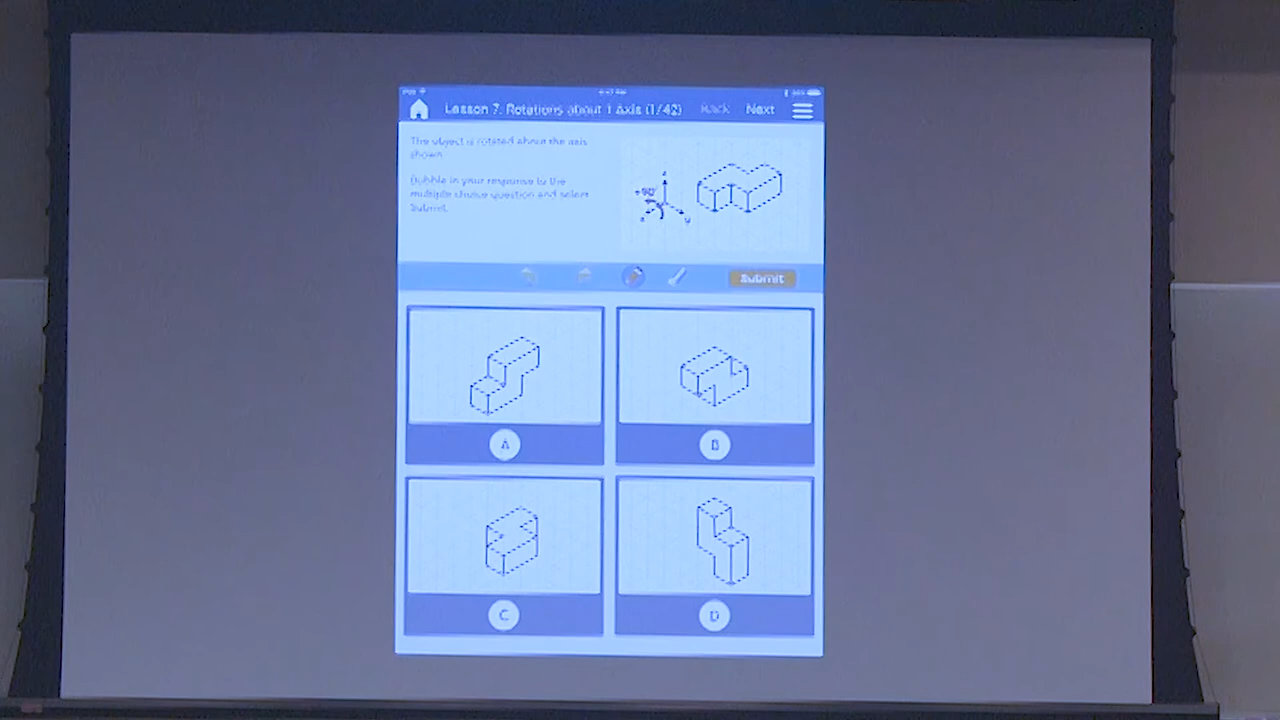 Lesson 7. Rotations about 1 Axis (1/42) Back Next
The object is rotated about the axis
shown.
Bubble in your response to the
multiple choice question and select
Submit.
z
+90°
x
y
Submit
A
B
C
D